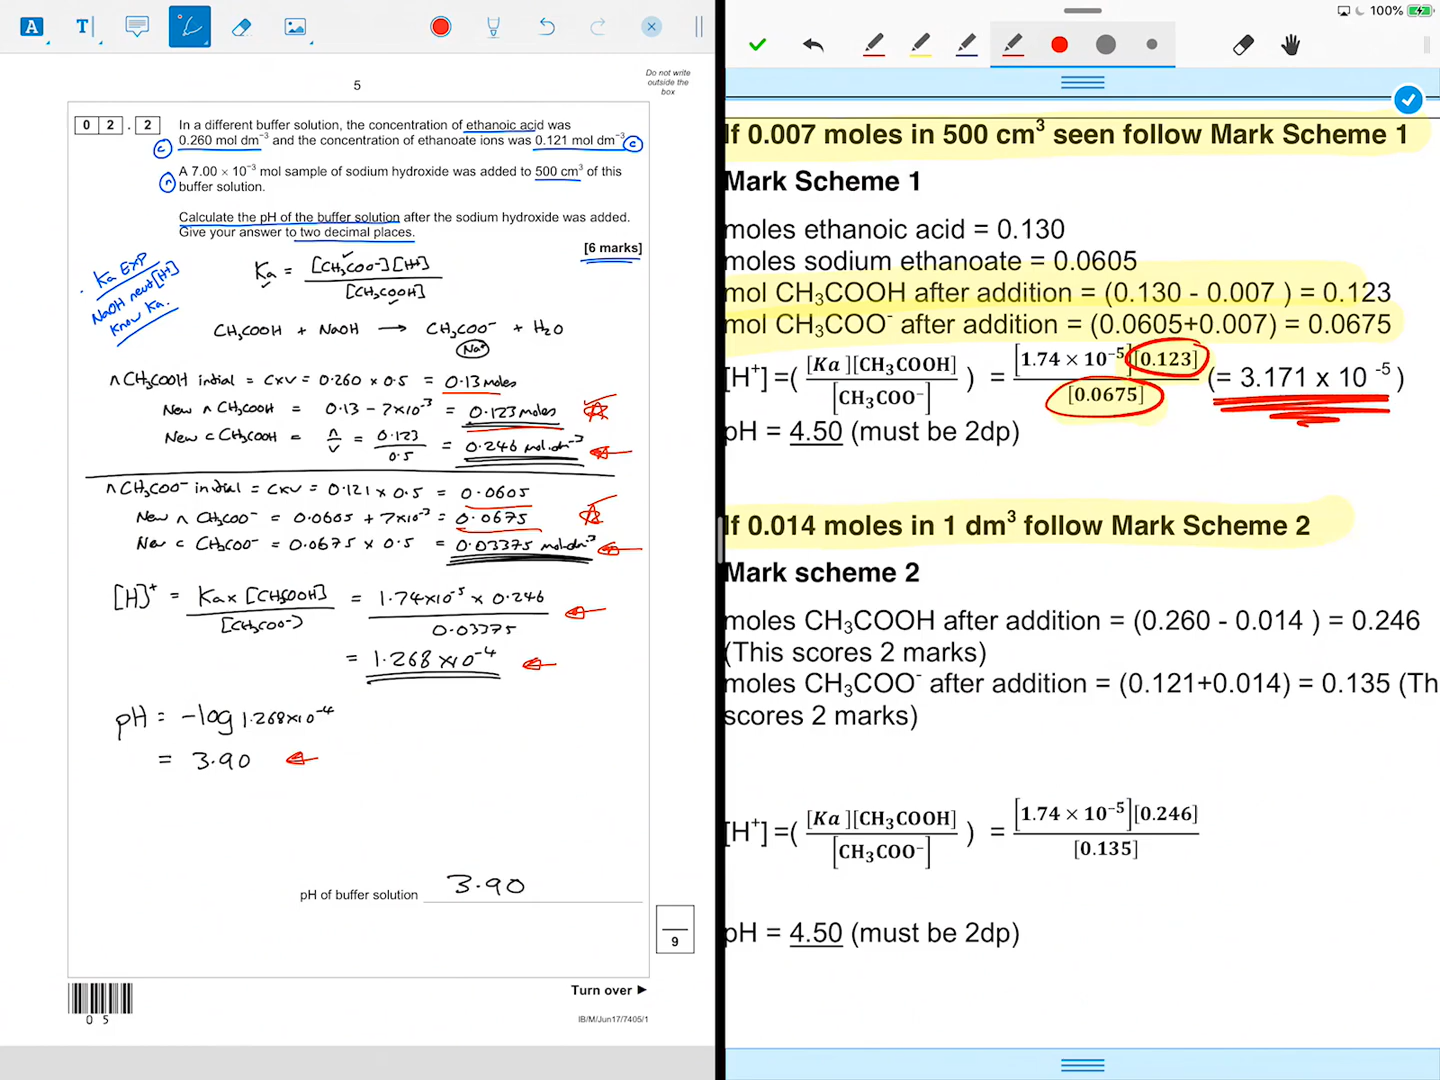 100%
A
T
5
Do not write
outside the
box
0 2 . 2
In a different buffer solution, the concentration of ethanoic acid was
0.260 mol dm⁻³ and the concentration of ethanoate ions was 0.121 mol dm⁻³
c
c
A 7.00 × 10⁻³ mol sample of sodium hydroxide was added to 500 cm³ of this
n
buffer solution.
Calculate the pH of the buffer solution after the sodium hydroxide was added.
Give your answer to two decimal places.
[6 marks]
Ka EXP
NaOH neut [H+]
Know Ka.
Ka = [CH₃COO⁻][H+]
[CH₃COOH]
CH₃COOH + NaOH → CH₃COO⁻ + H₂O
Na+
n CH₃COOH initial = C×V = 0.260 × 0.5 = 0.13 moles
New n CH₃COOH = 0.13 - 7×10⁻³ = 0.123 moles
New c CH₃COOH = n/v = 0.123/0.5 = 0.246 mol.dm⁻³
n CH₃COO⁻ initial = C×V = 0.121 × 0.5 = 0.0605
New n CH₃COO⁻ = 0.0605 + 7×10⁻³ = 0.0675
New c CH₃COO⁻ = 0.0675 × 0.5 = 0.03375 mol.dm⁻³
[H]⁺ = Ka × [CH₃COOH] = 1.74×10⁻⁵ × 0.246
[CH₃COO⁻] 0.03375
= 1.268 ×10⁻⁴
pH = -log 1.268×10⁻⁴
= 3.90
pH of buffer solution 3.90
9
Turn over ►
0 5
IB/M/Jun17/7405/1
If 0.007 moles in 500 cm³ seen follow Mark Scheme 1
Mark Scheme 1
moles ethanoic acid = 0.130
moles sodium ethanoate = 0.0605
mol CH₃COOH after addition = (0.130 - 0.007 ) = 0.123
mol CH₃COO⁻ after addition = (0.0605+0.007) = 0.0675
[H⁺] =( [Ka ][CH₃COOH] / [CH₃COO⁻] ) = [1.74 × 10⁻⁵][0.123] / [0.0675] (= 3.171 x 10 ⁻⁵ )
pH = 4.50 (must be 2dp)
If 0.014 moles in 1 dm³ follow Mark Scheme 2
Mark scheme 2
moles CH₃COOH after addition = (0.260 - 0.014 ) = 0.246
(This scores 2 marks)
moles CH₃COO⁻ after addition = (0.121+0.014) = 0.135 (Th
scores 2 marks)
[H⁺] =( [Ka ][CH₃COOH] / [CH₃COO⁻] ) = [1.74 × 10⁻⁵][0.246] / [0.135]
pH = 4.50 (must be 2dp)